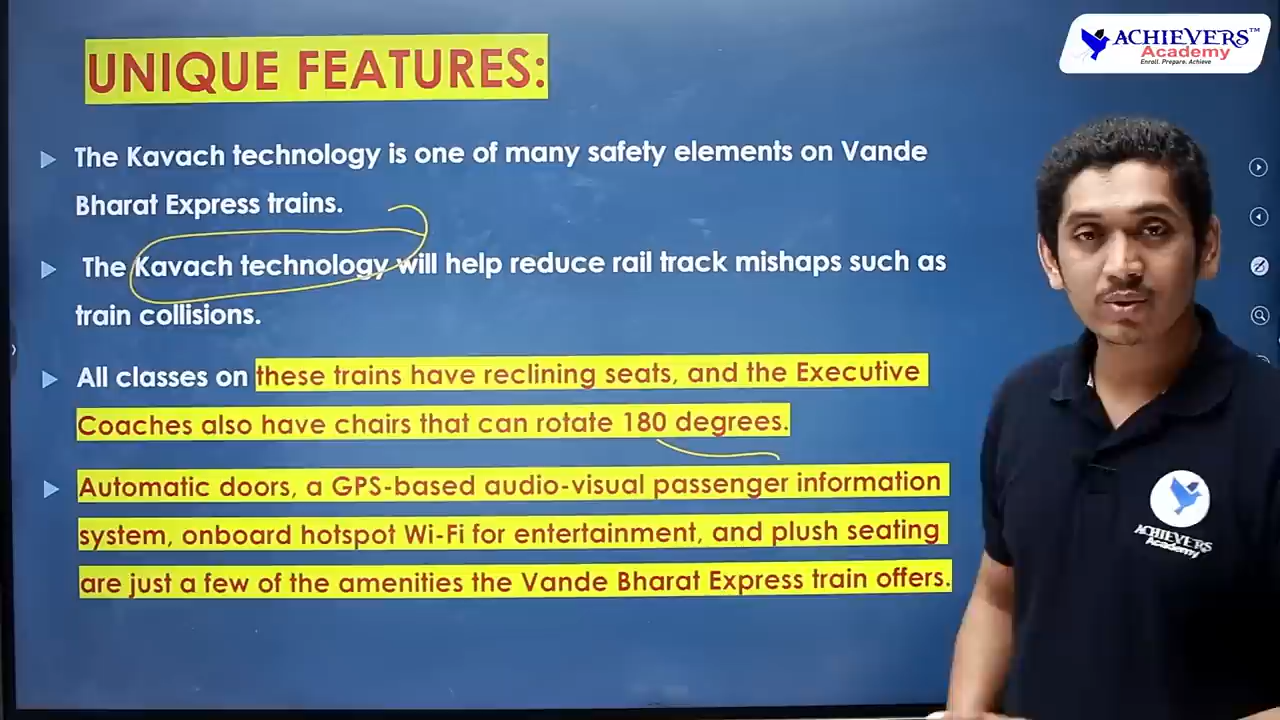 ACHIEVERS™
Academy
Enroll. Prepare. Achieve
UNIQUE FEATURES:
The Kavach technology is one of many safety elements on Vande
Bharat Express trains.
The Kavach technology will help reduce rail track mishaps such as
train collisions.
All classes on these trains have reclining seats, and the Executive
Coaches also have chairs that can rotate 180 degrees.
Automatic doors, a GPS-based audio-visual passenger information
system, onboard hotspot Wi-Fi for entertainment, and plush seating
are just a few of the amenities the Vande Bharat Express train offers.
ACHIEVERS
Academy